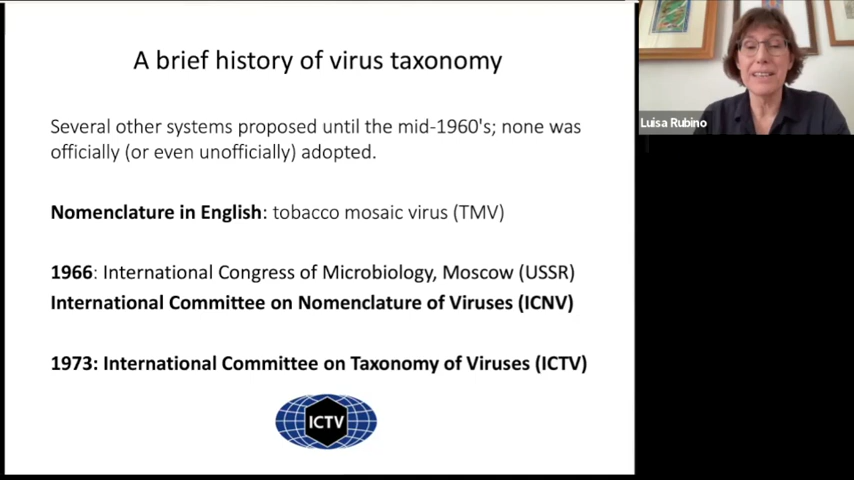 A brief history of virus taxonomy
Several other systems proposed until the mid-1960's; none was
officially (or even unofficially) adopted.
Nomenclature in English: tobacco mosaic virus (TMV)
1966: International Congress of Microbiology, Moscow (USSR)
International Committee on Nomenclature of Viruses (ICNV)
1973: International Committee on Taxonomy of Viruses (ICTV)
ICTV
Luisa Rubino